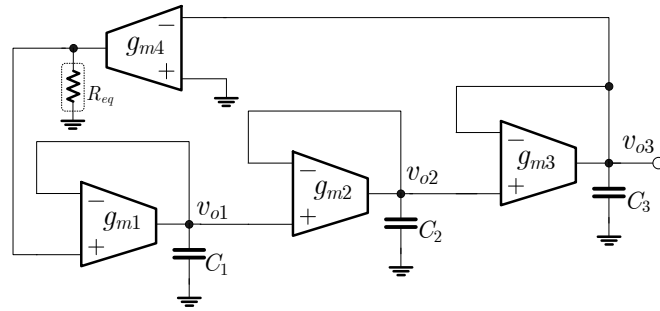 − g_{m4} +
R_{eq}
− g_{m3} + v_{o3}
C_3
− g_{m2} + v_{o2}
C_2
− g_{m1} + v_{o1}
C_1